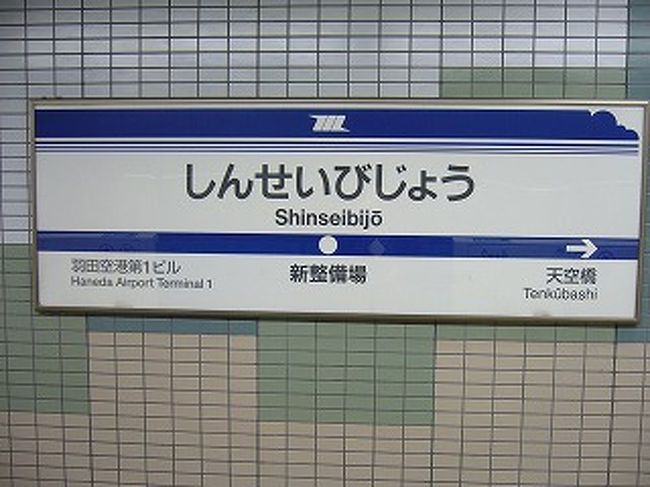 しんせいびじょう
Shinseibijō
羽田空港第1ビル
Haneda Airport Terminal 1
新整備場
天空橋
Tenkūbashi